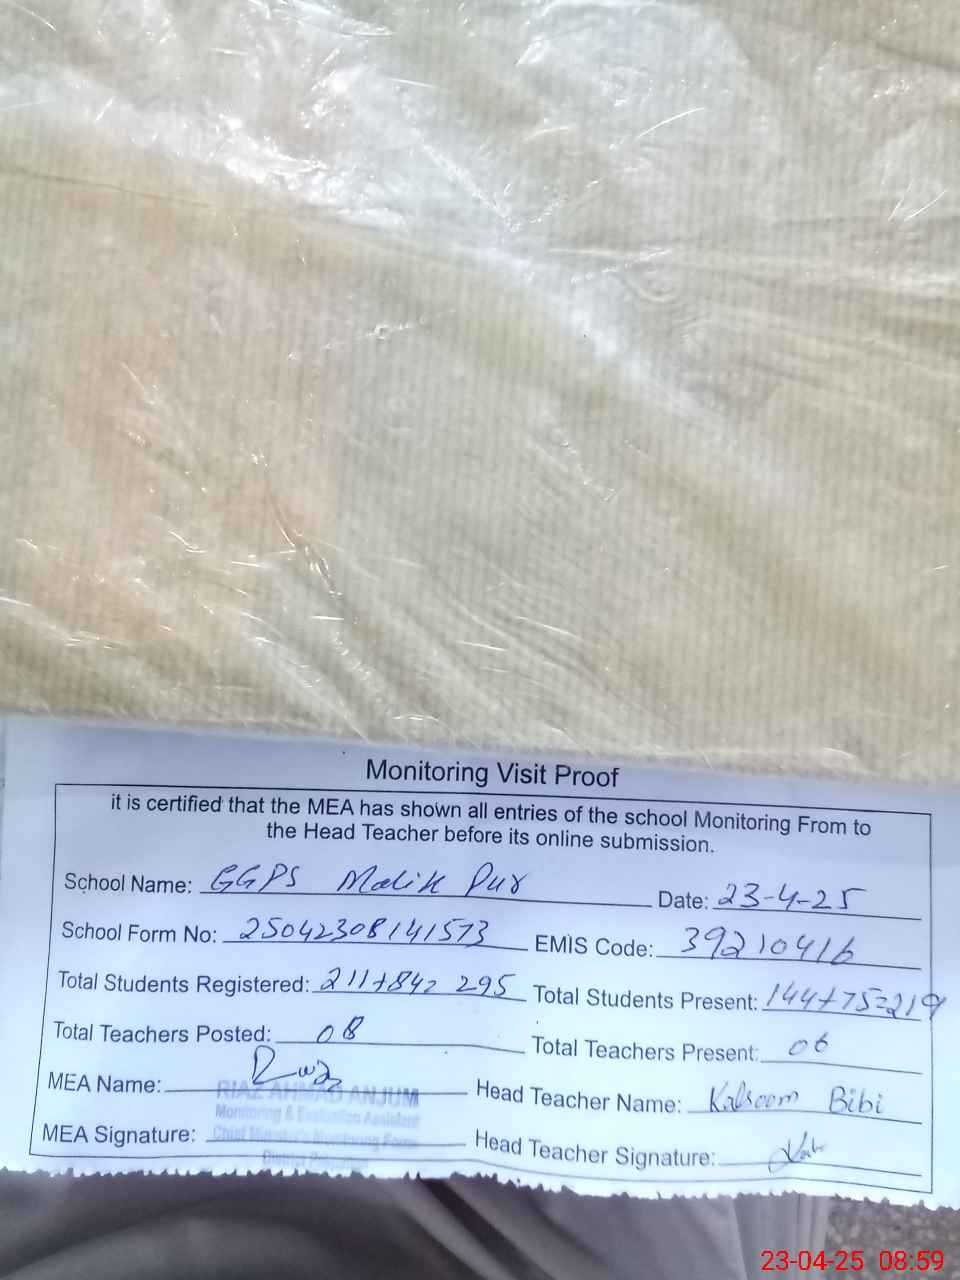 Monitoring Visit Proof
it is certified that the MEA has shown all entries of the school Monitoring From to
the Head Teacher before its online submission.
School Name: GGPS Malik Pur Date: 23-4-25
School Form No: 25042308141573 EMIS Code: 39210416
Total Students Registered: 211+84= 295 Total Students Present: 144+75=219
Total Teachers Posted: 08 Total Teachers Present: 06
MEA Name: Head Teacher Name: Kalsoom Bibi
RIAZ AHMAD ANJUM
Monitoring & Evaluation Assistant
MEA Signature: Chief Minister's Monitoring Head Teacher Signature:
District
23-04-25 08:59